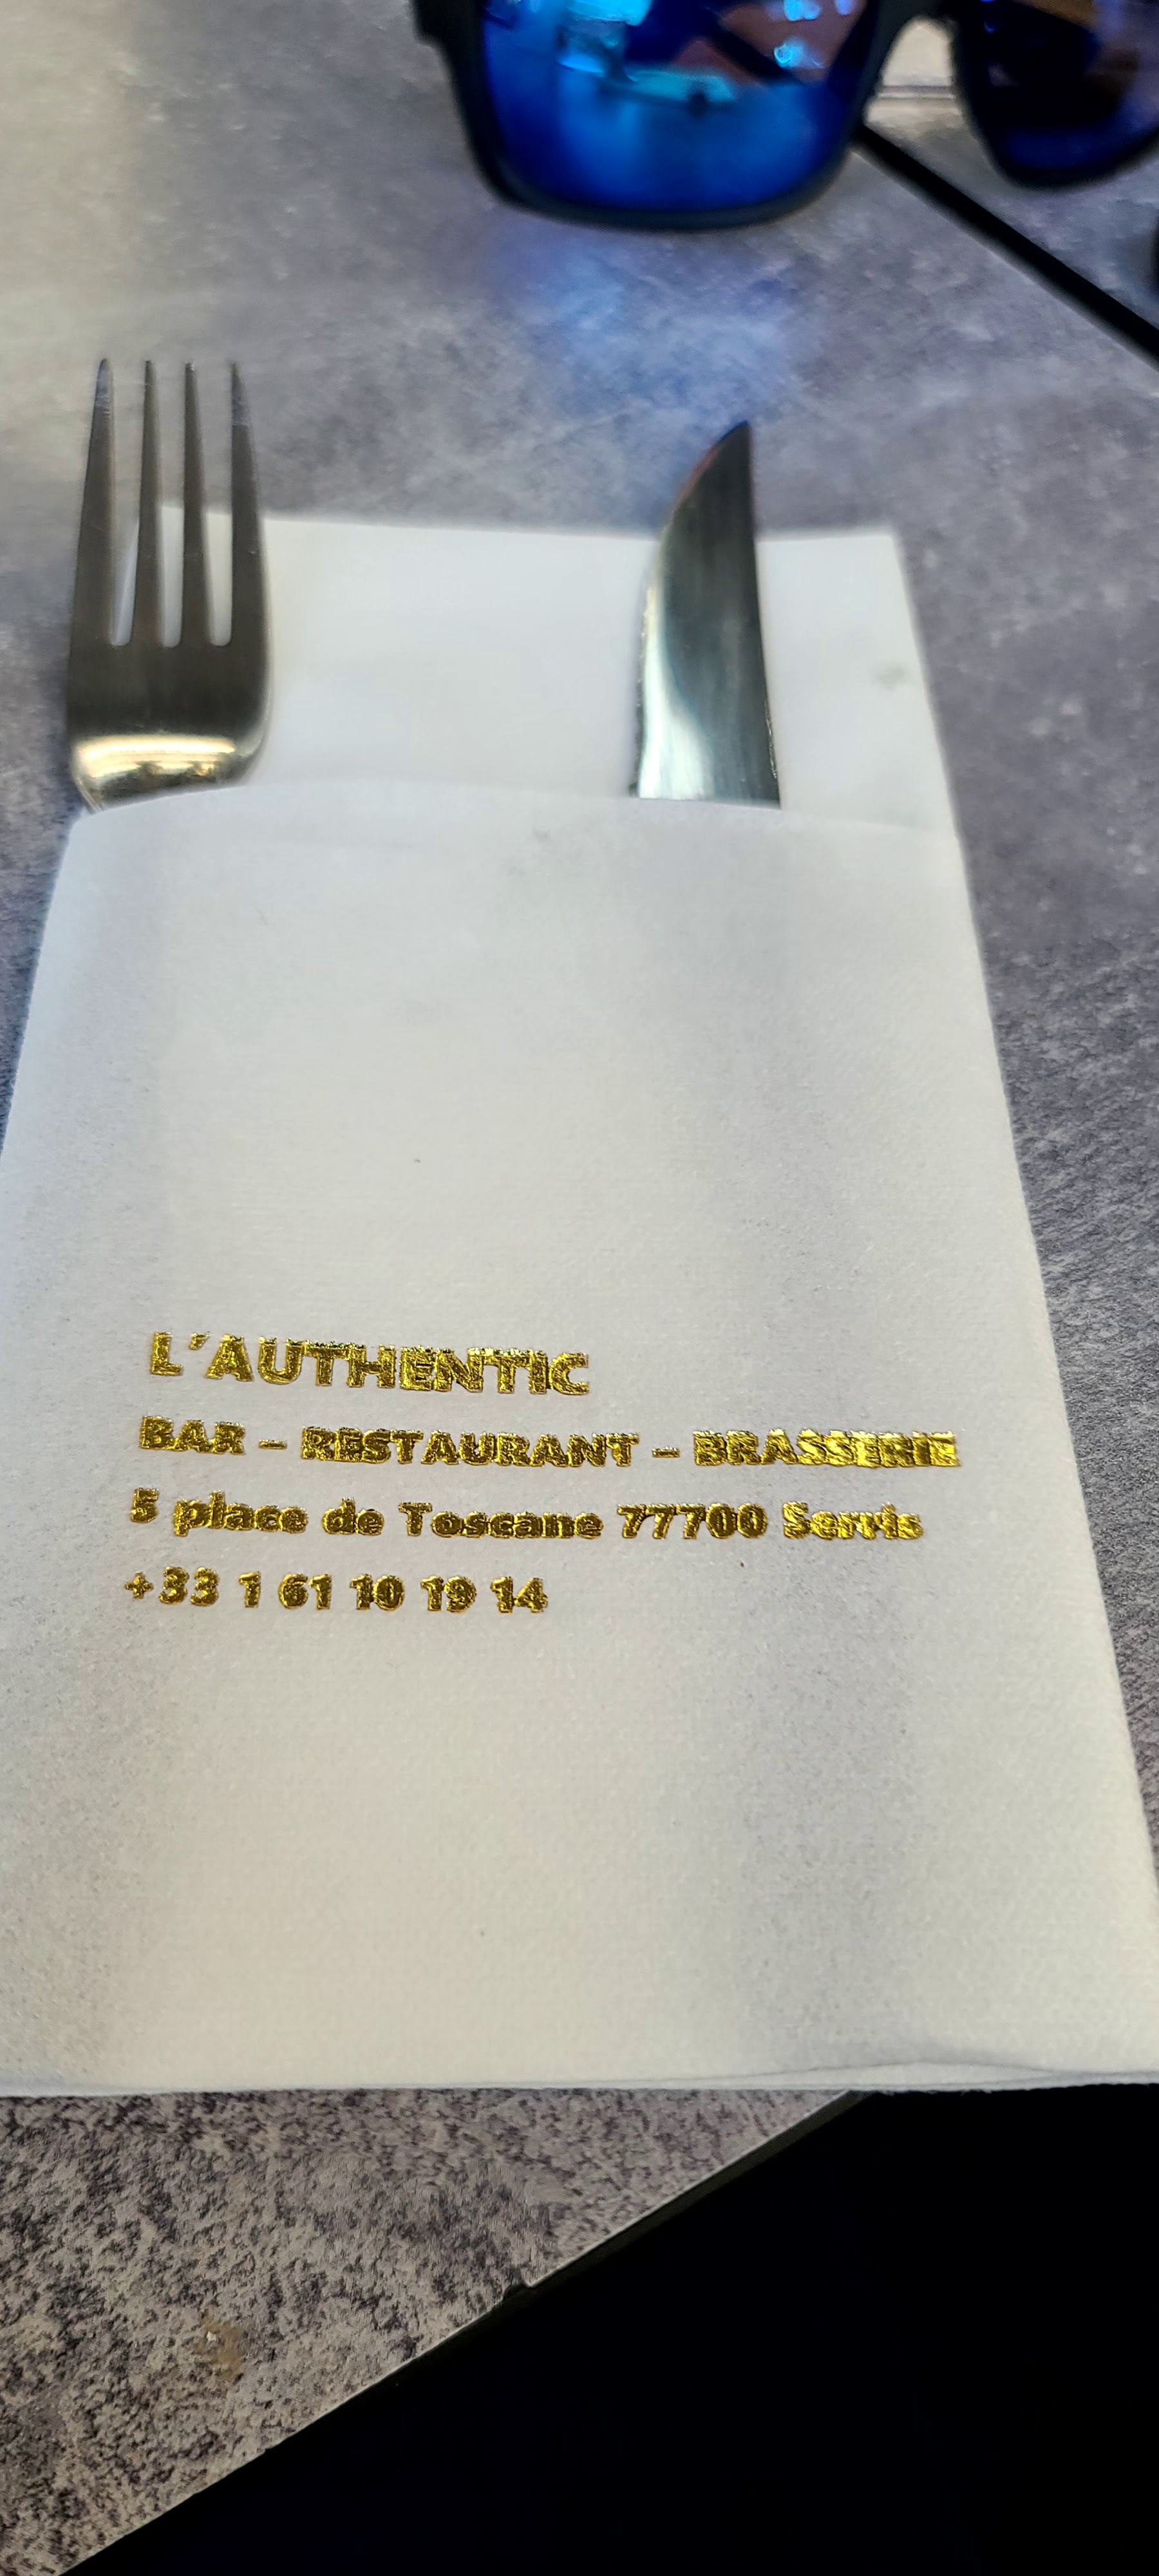 L'AUTHENTIC
BAR - RESTAURANT - BRASSERIE
5 place de Toscane 77700 Serris
+33 1 61 10 19 14